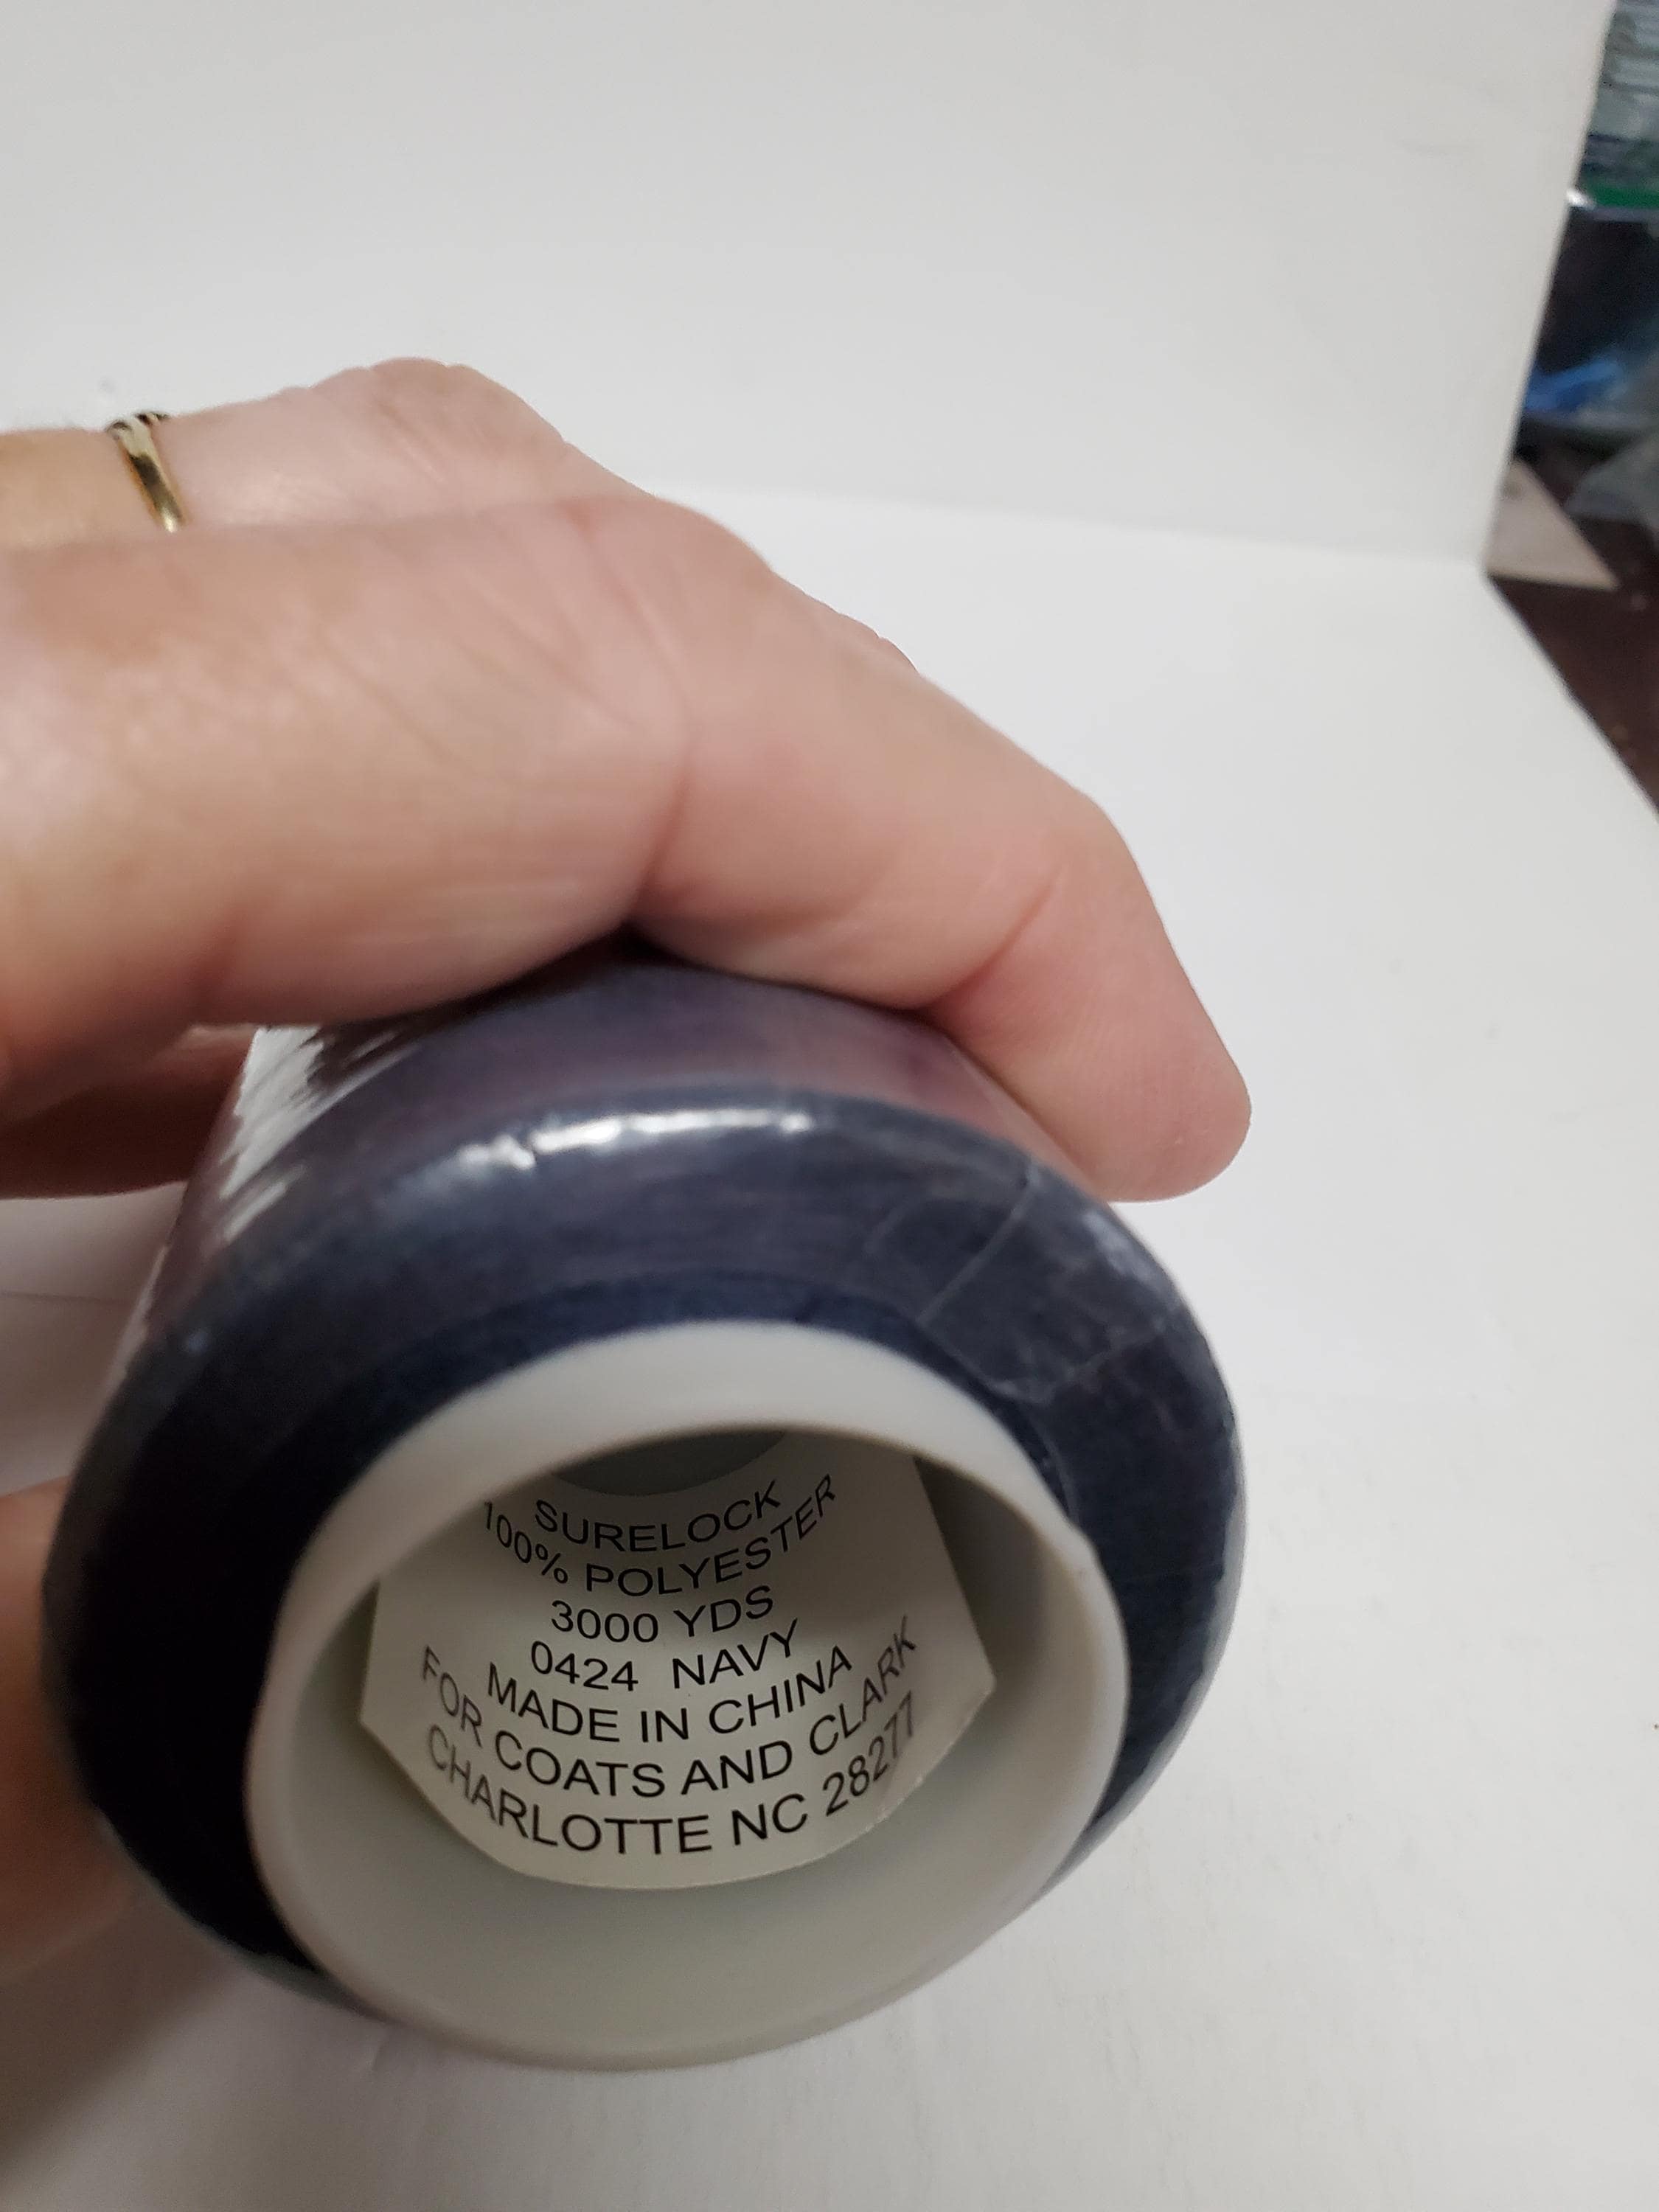 SURELOCK
100% POLYESTER
3000 YDS
0424 NAVY
MADE IN CHINA
FOR COATS AND CLARK
CHARLOTTE NC 28277